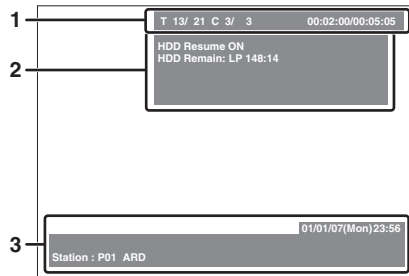 1
T 13/ 21 C 3/ 3 00:02:00/00:05:05
2
HDD Resume ON
HDD Remain: LP 148:14
01/01/07(Mon)23:56
3
Station : P01 ARD